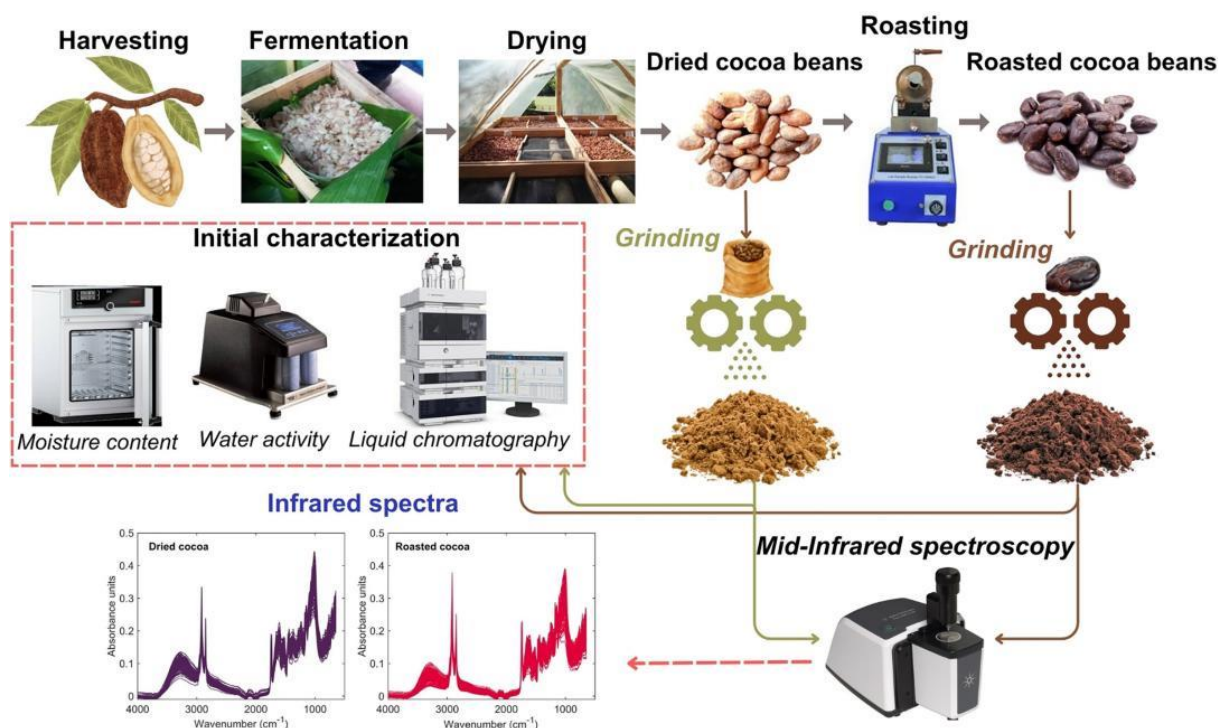 Harvesting
Fermentation
Drying
Roasting
Dried cocoa beans
Roasted cocoa beans
Initial characterization
Grinding
Grinding
Moisture content
Water activity
Liquid chromatography
Infrared spectra
Mid-Infrared spectroscopy
Dried cocoa
Absorbance units
0.5
0.4
0.3
0.2
0.1
0
4000 3000 2000 1000
Wavenumber (cm⁻¹)
Roasted cocoa
Absorbance units
0.5
0.4
0.3
0.2
0.1
0
4000 3000 2000 1000
Wavenumber (cm⁻¹)